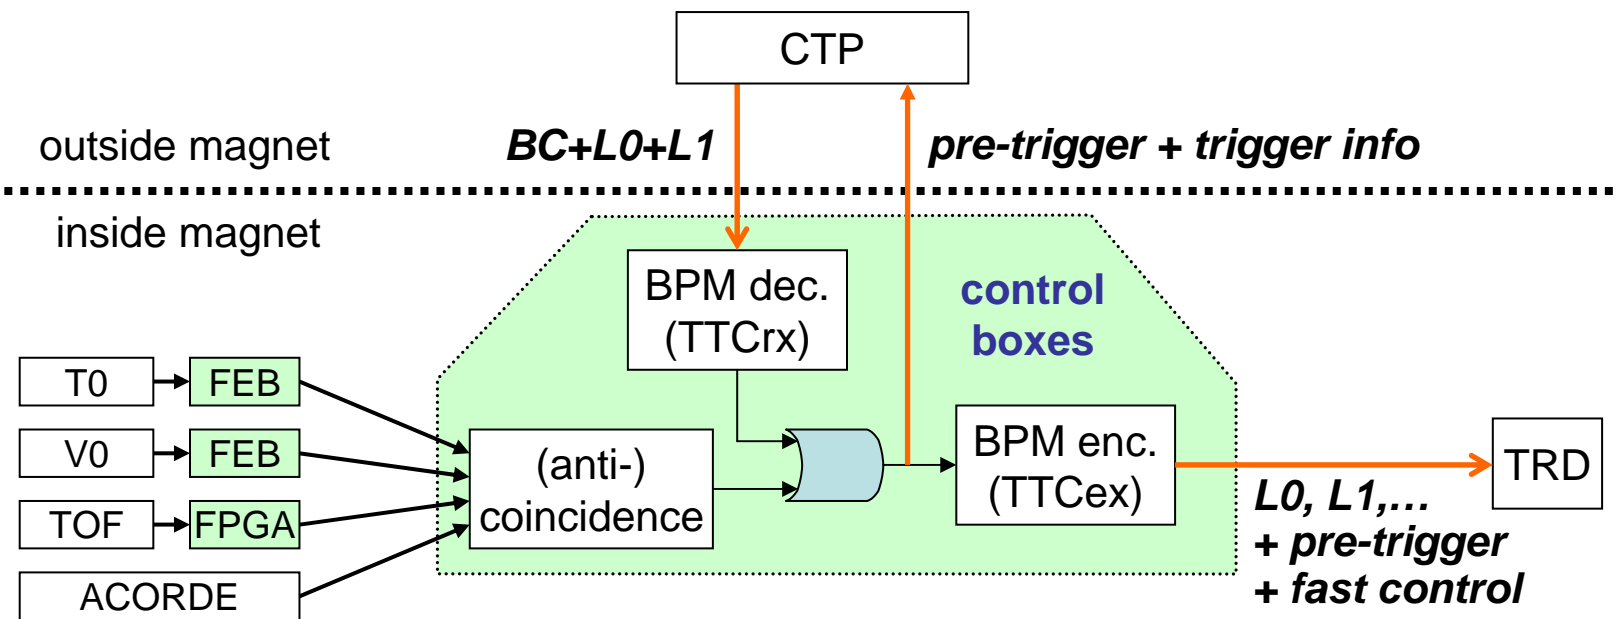 CTP
outside magnet
BC+L0+L1
pre-trigger + trigger info
inside magnet
BPM dec.
(TTCrx)
control
boxes
T0
FEB
V0
FEB
TOF
FPGA
ACORDE
(anti-)
coincidence
BPM enc.
(TTCex)
TRD
L0, L1,...
+ pre-trigger
+ fast control